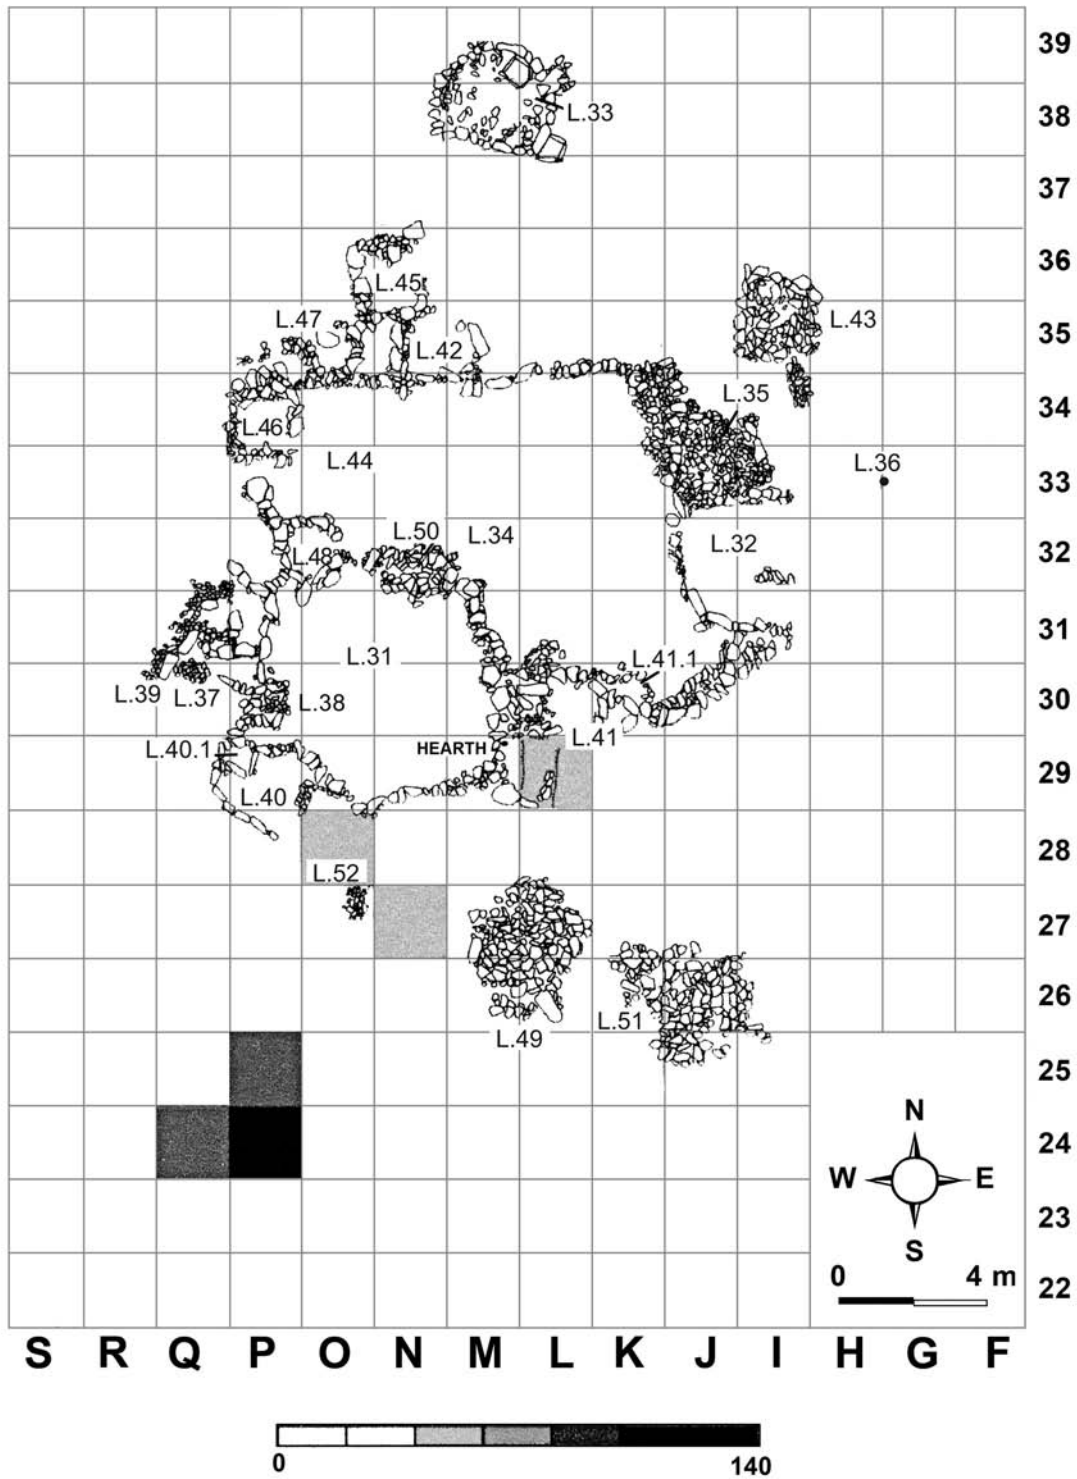 39
L.33
38
37
36
L.45
L.47
L.43
35
L.42
L.35
34
L.46
L.44
L.36
33
L.50
L.34
L.32
32
L.48
31
L.31
L.41.1
L.39
L.37
L.38
30
L.40.1
HEARTH
L.41
29
L.40
28
L.52
27
26
L.51
L.49
25
N
24
W
E
23
S
0
4 m
22
S R Q P O N M L K J I H G F
0
140